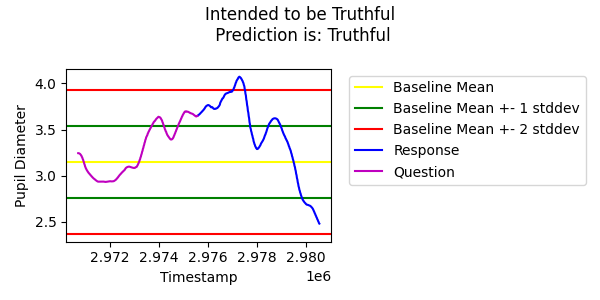 Intended to be Truthful
Prediction is: Truthful
4.0
3.5
3.0
2.5
Pupil Diameter
2.972 2.974 2.976 2.978 2.980
1e6
Timestamp
Baseline Mean
Baseline Mean +- 1 stddev
Baseline Mean +- 2 stddev
Response
Question